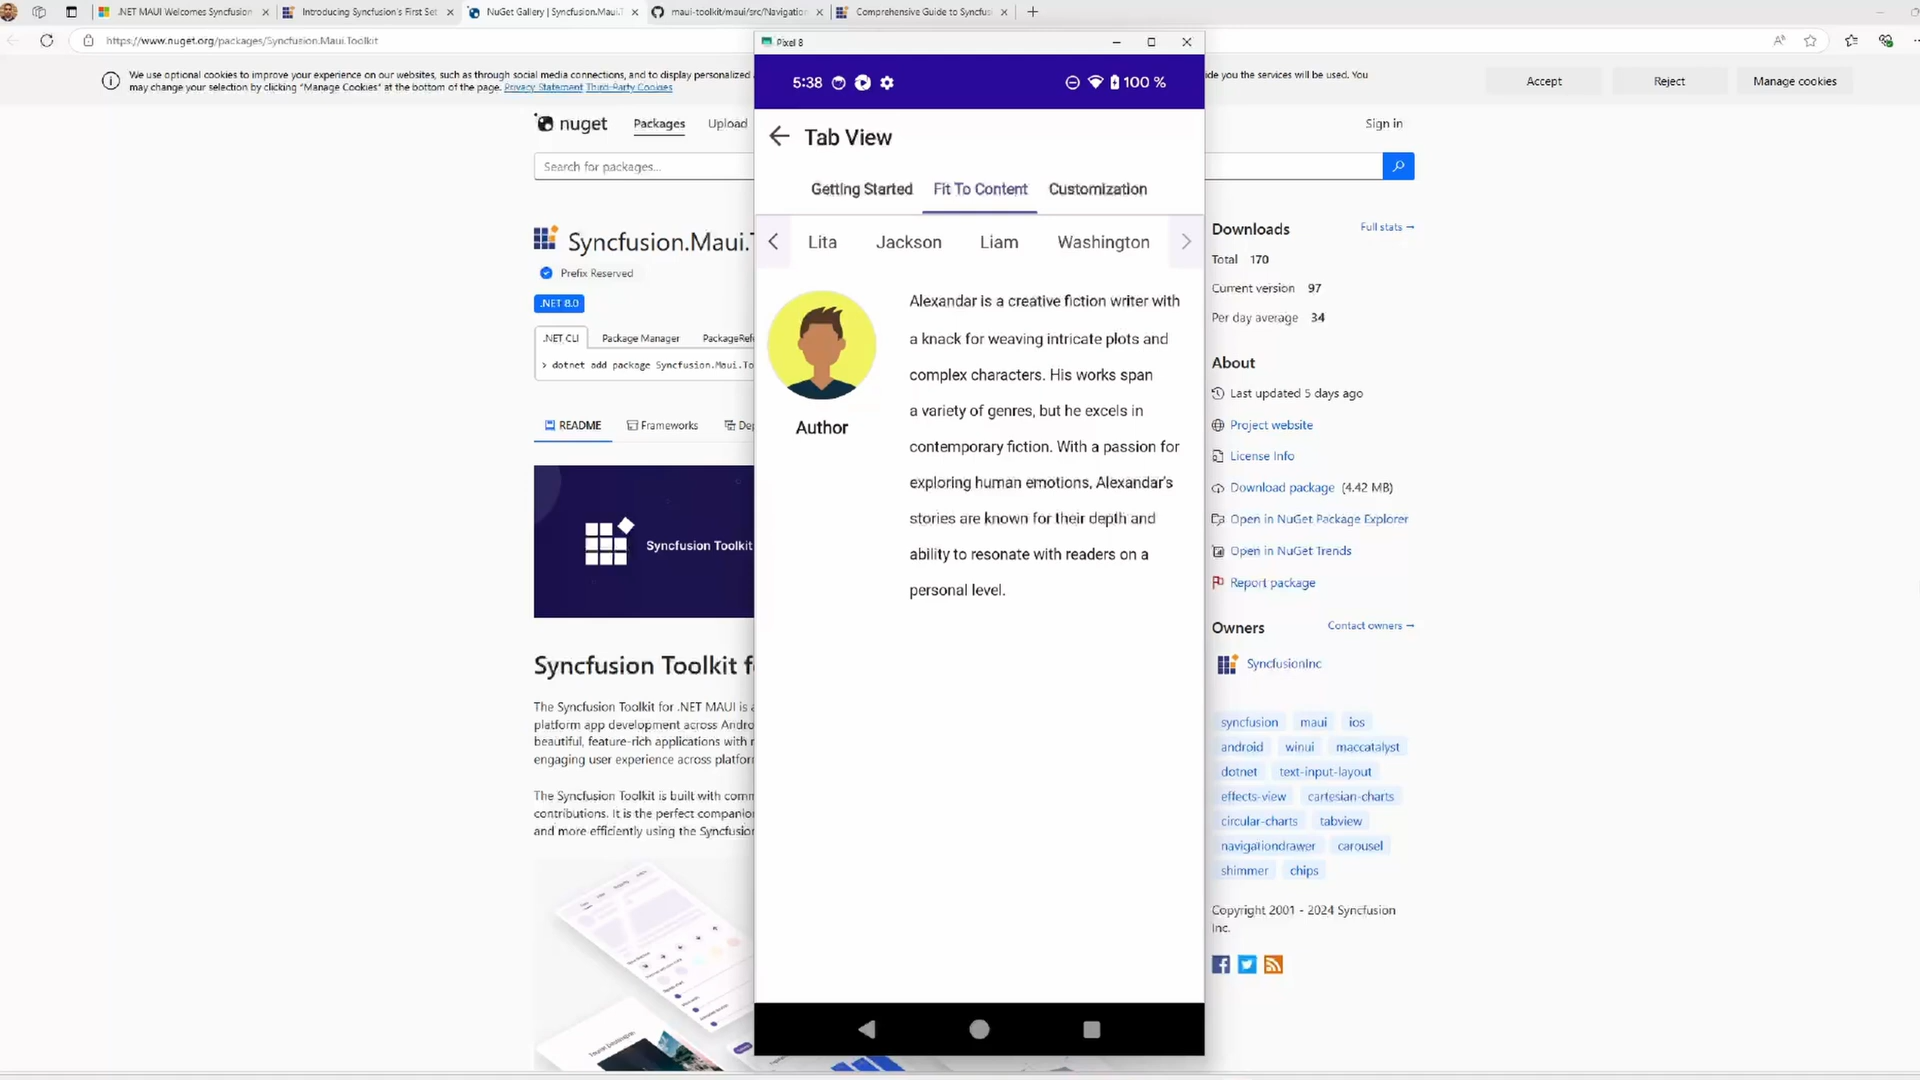 .NET MAUI Welcomes Syncfusion
Introducing Syncfusion's First Set
NuGet Gallery | Syncfusion.Maui.T
maui-toolkit/maui/src/Navigation
Comprehensive Guide to Syncfus
https://www.nuget.org/packages/Syncfusion.Maui.Toolkit
Pixel 8
We use optional cookies to improve your experience on our websites, such as through social media connections, and to display personalized
de you the services will be used. You
may change your selection by clicking "Manage Cookies" at the bottom of the page. Privacy Statement Third-Party Cookies
Accept
Reject
Manage cookies
5:38
100 %
nuget
Packages
Upload
Sign in
Tab View
Search for packages...
Getting Started
Fit To Content
Customization
Lita
Jackson
Liam
Washington
Alexandar is a creative fiction writer with
a knack for weaving intricate plots and
complex characters. His works span
a variety of genres, but he excels in
contemporary fiction. With a passion for
exploring human emotions, Alexandar's
stories are known for their depth and
ability to resonate with readers on a
personal level.
Author
Syncfusion.Maui.T
Prefix Reserved
.NET 8.0
.NET CLI
Package Manager
PackageRef
> dotnet add package Syncfusion.Maui.To
README
Frameworks
Dep
Syncfusion Toolkit
Syncfusion Toolkit f
The Syncfusion Toolkit for .NET MAUI is a
platform app development across Andro
beautiful, feature-rich applications with
engaging user experience across platfor
The Syncfusion Toolkit is built with comm
contributions. It is the perfect companio
and more efficiently using the Syncfusion
Downloads
Full stats →
Total 170
Current version 97
Per day average 34
About
Last updated 5 days ago
Project website
License Info
Download package (4.42 MB)
Open in NuGet Package Explorer
Open in NuGet Trends
Report package
Owners
Contact owners →
SyncfusionInc
syncfusion maui ios
android winui maccatalyst
dotnet text-input-layout
effects-view cartesian-charts
circular-charts tabview
navigationdrawer carousel
shimmer chips
Copyright 2001 - 2024 Syncfusion
Inc.